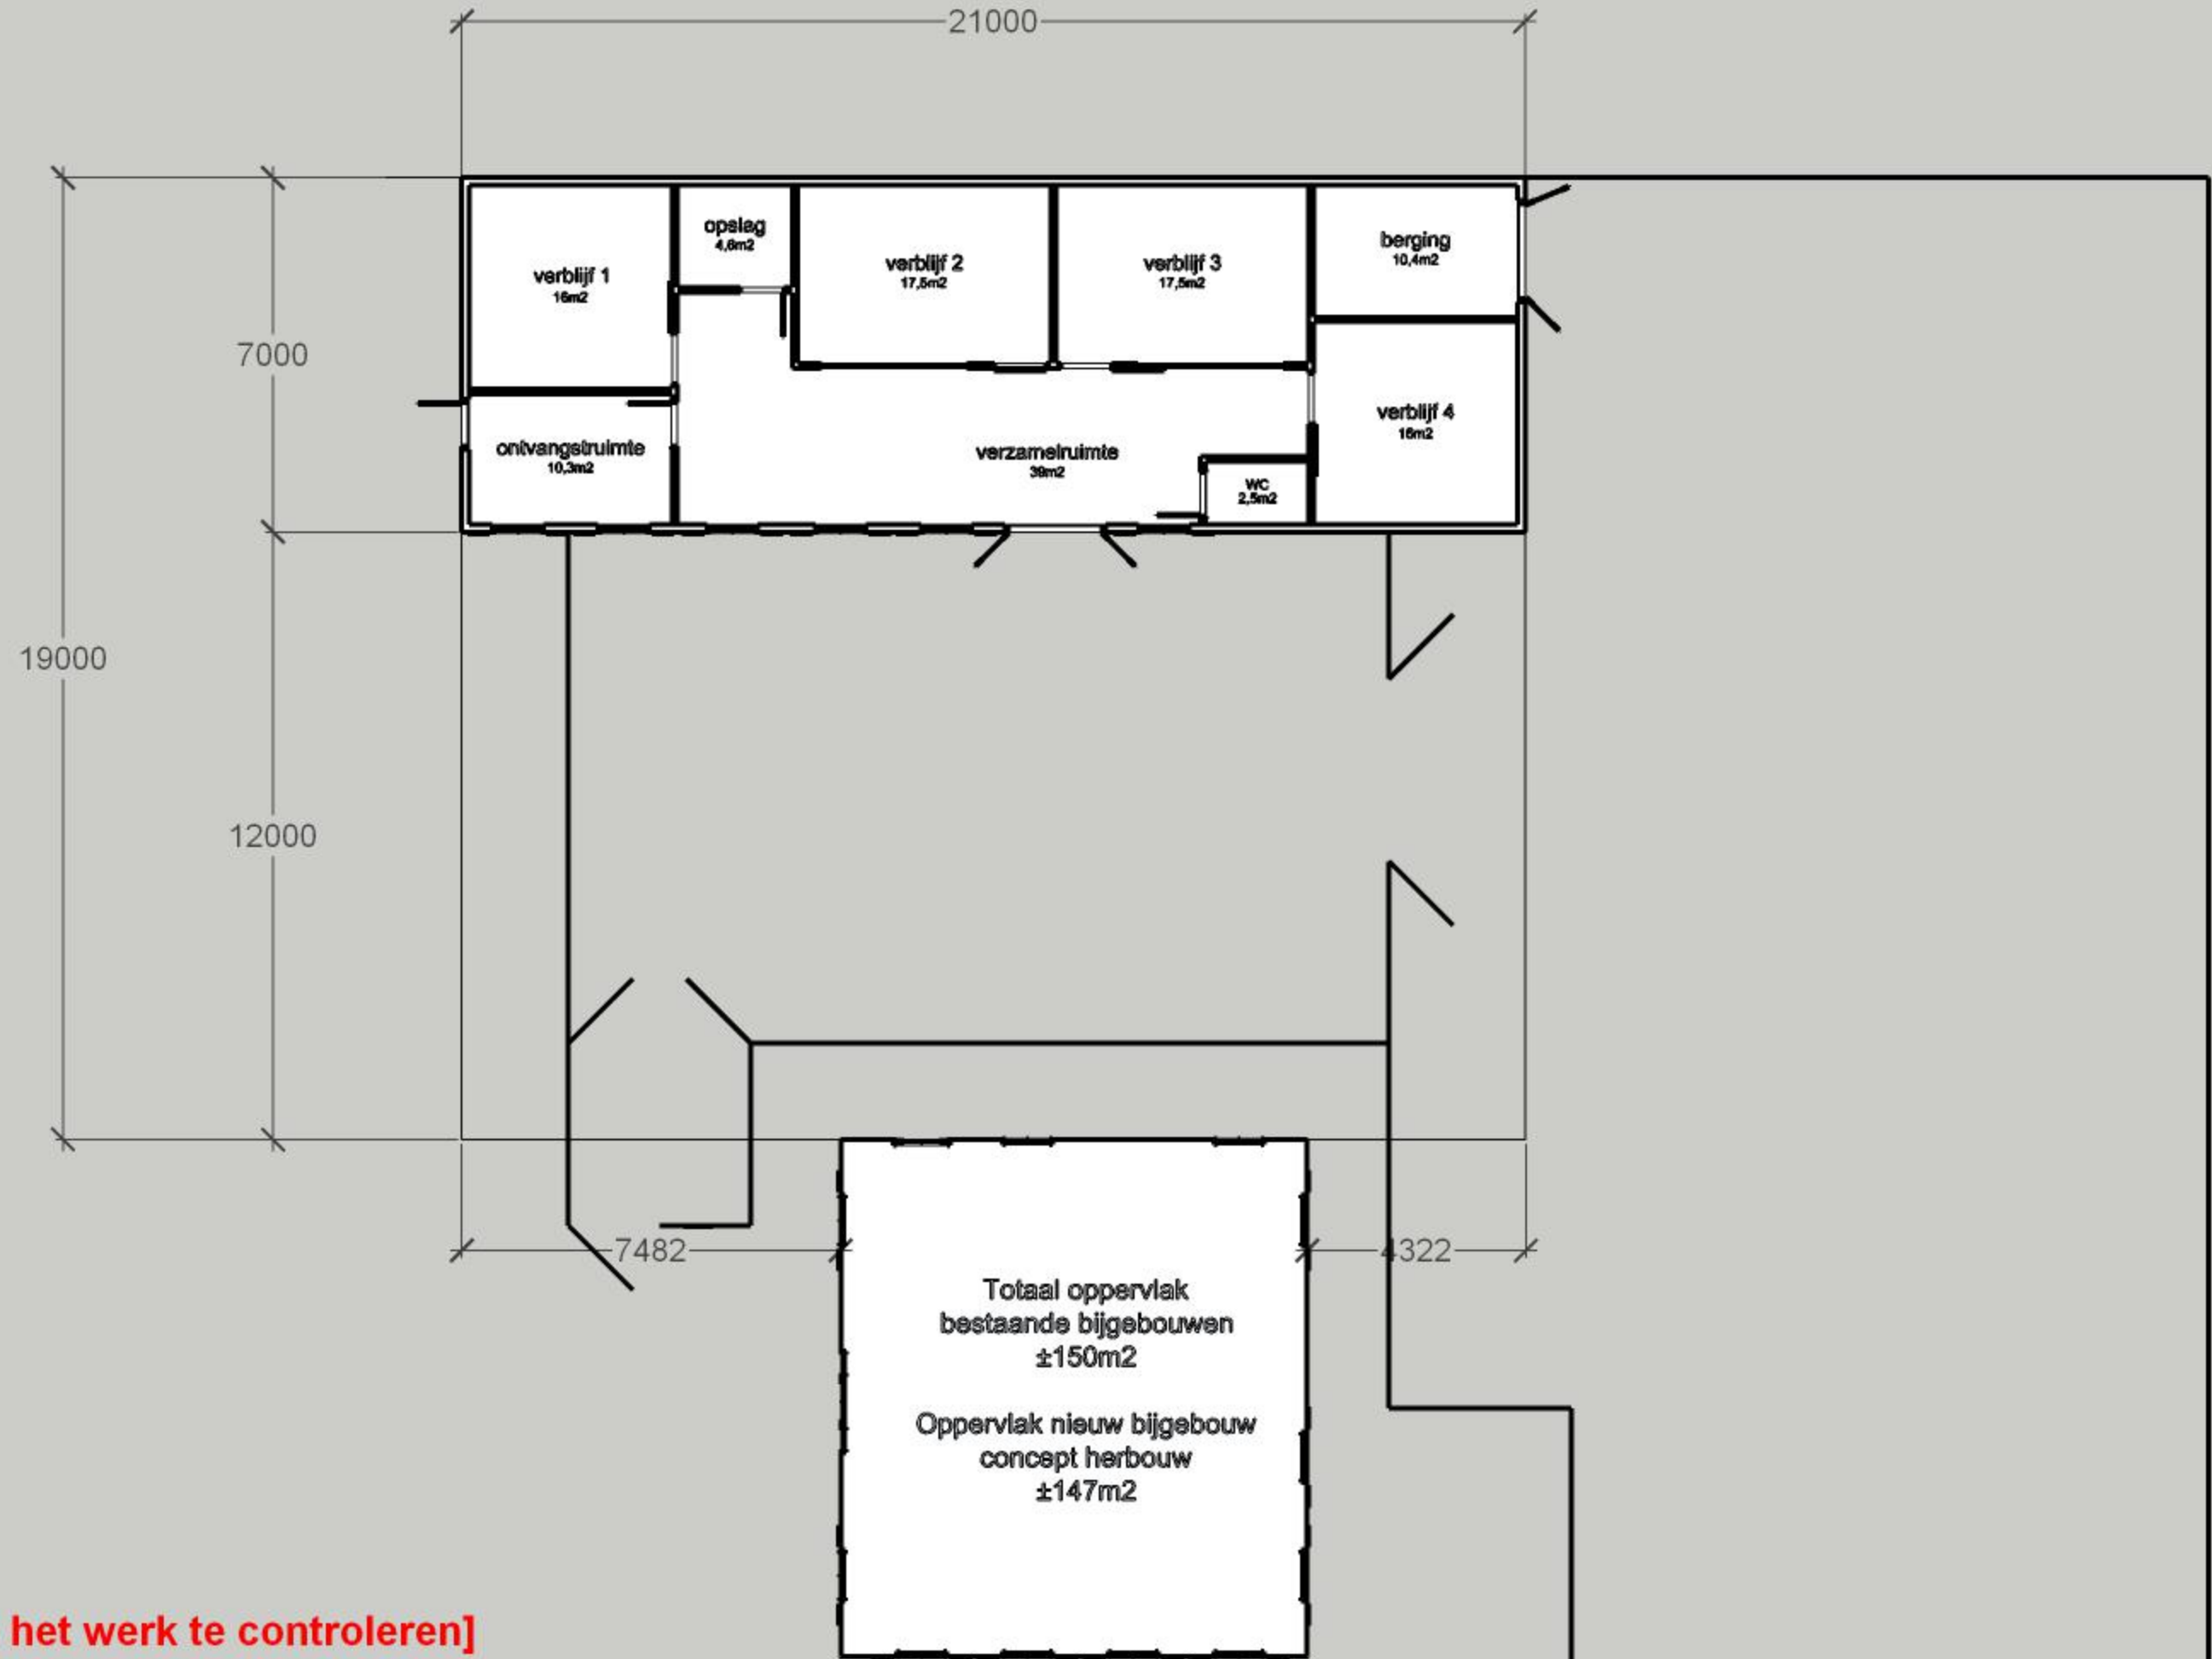 21000
opslag
4,6m2
berging
10,4m2
verblijf 1
16m2
verblijf 2
17,5m2
verblijf 3
17,5m2
7000
verblijf 4
16m2
ontvangstruimte
10,3m2
verzamelruimte
39m2
WC
2,5m2
19000
12000
7482
4322
Totaal oppervlak
bestaande bijgebouwen
±150m2
Oppervlak nieuw bijgebouw
concept herbouw
±147m2
het werk te controleren]